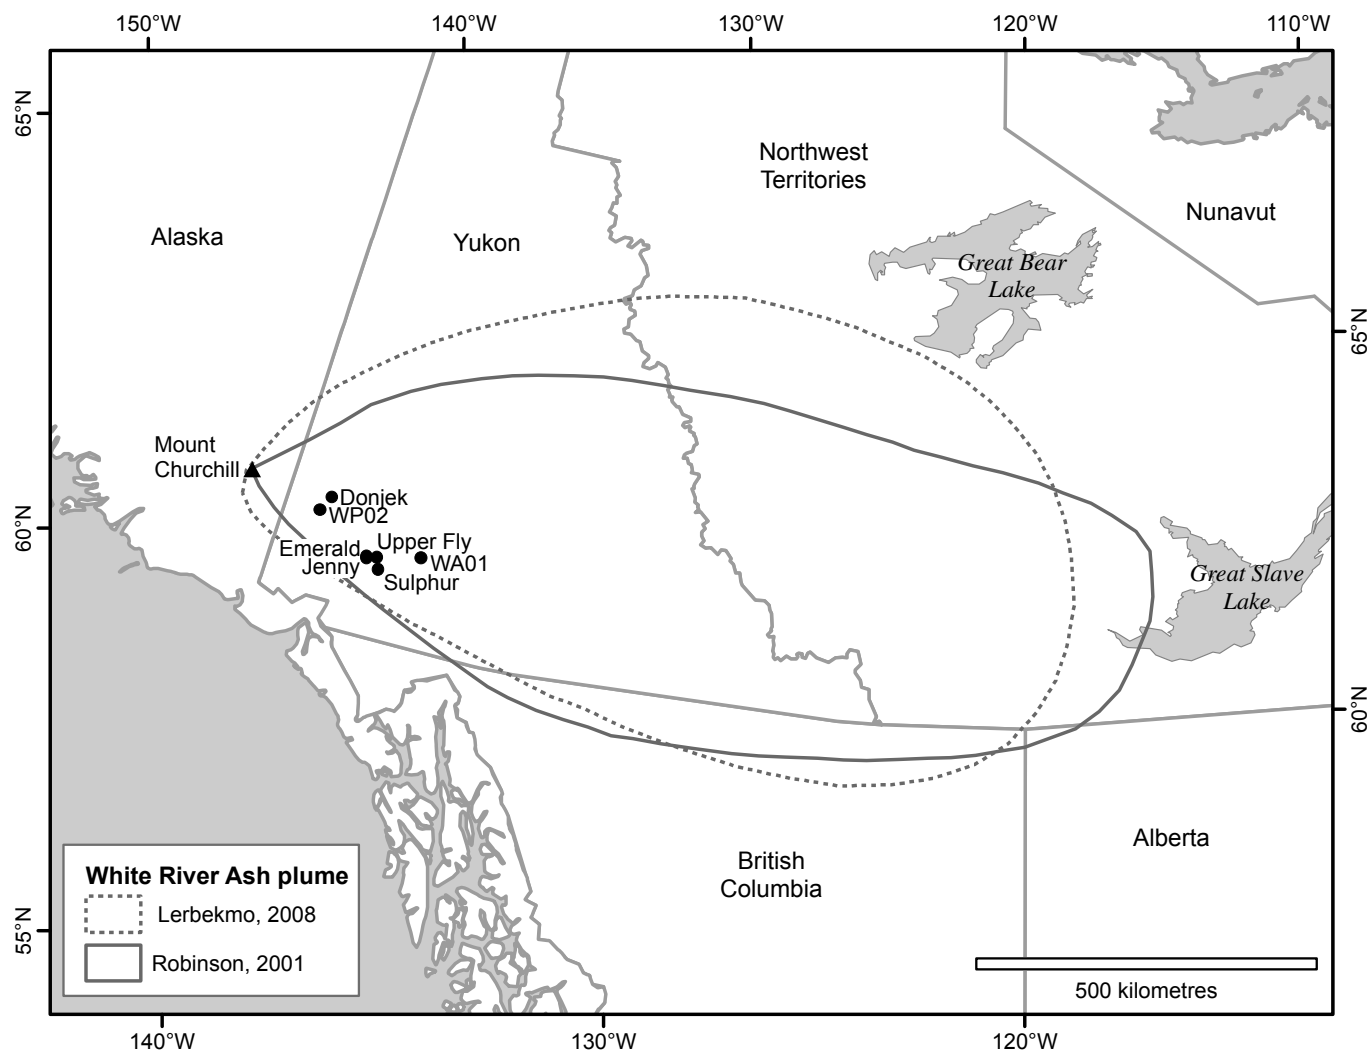 150°W
140°W
130°W
120°W
110°W
65°N
Northwest
Territories
Nunavut
Alaska
Yukon
Great Bear
Lake
65°N
Mount
Churchill
Donjek
WP02
60°N
Emerald
Upper Fly
Jenny
WA01
Sulphur
Great Slave
Lake
60°N
Alberta
British
Columbia
White River Ash plume
Lerbekmo, 2008
Robinson, 2001
55°N
500 kilometres
140°W
130°W
120°W